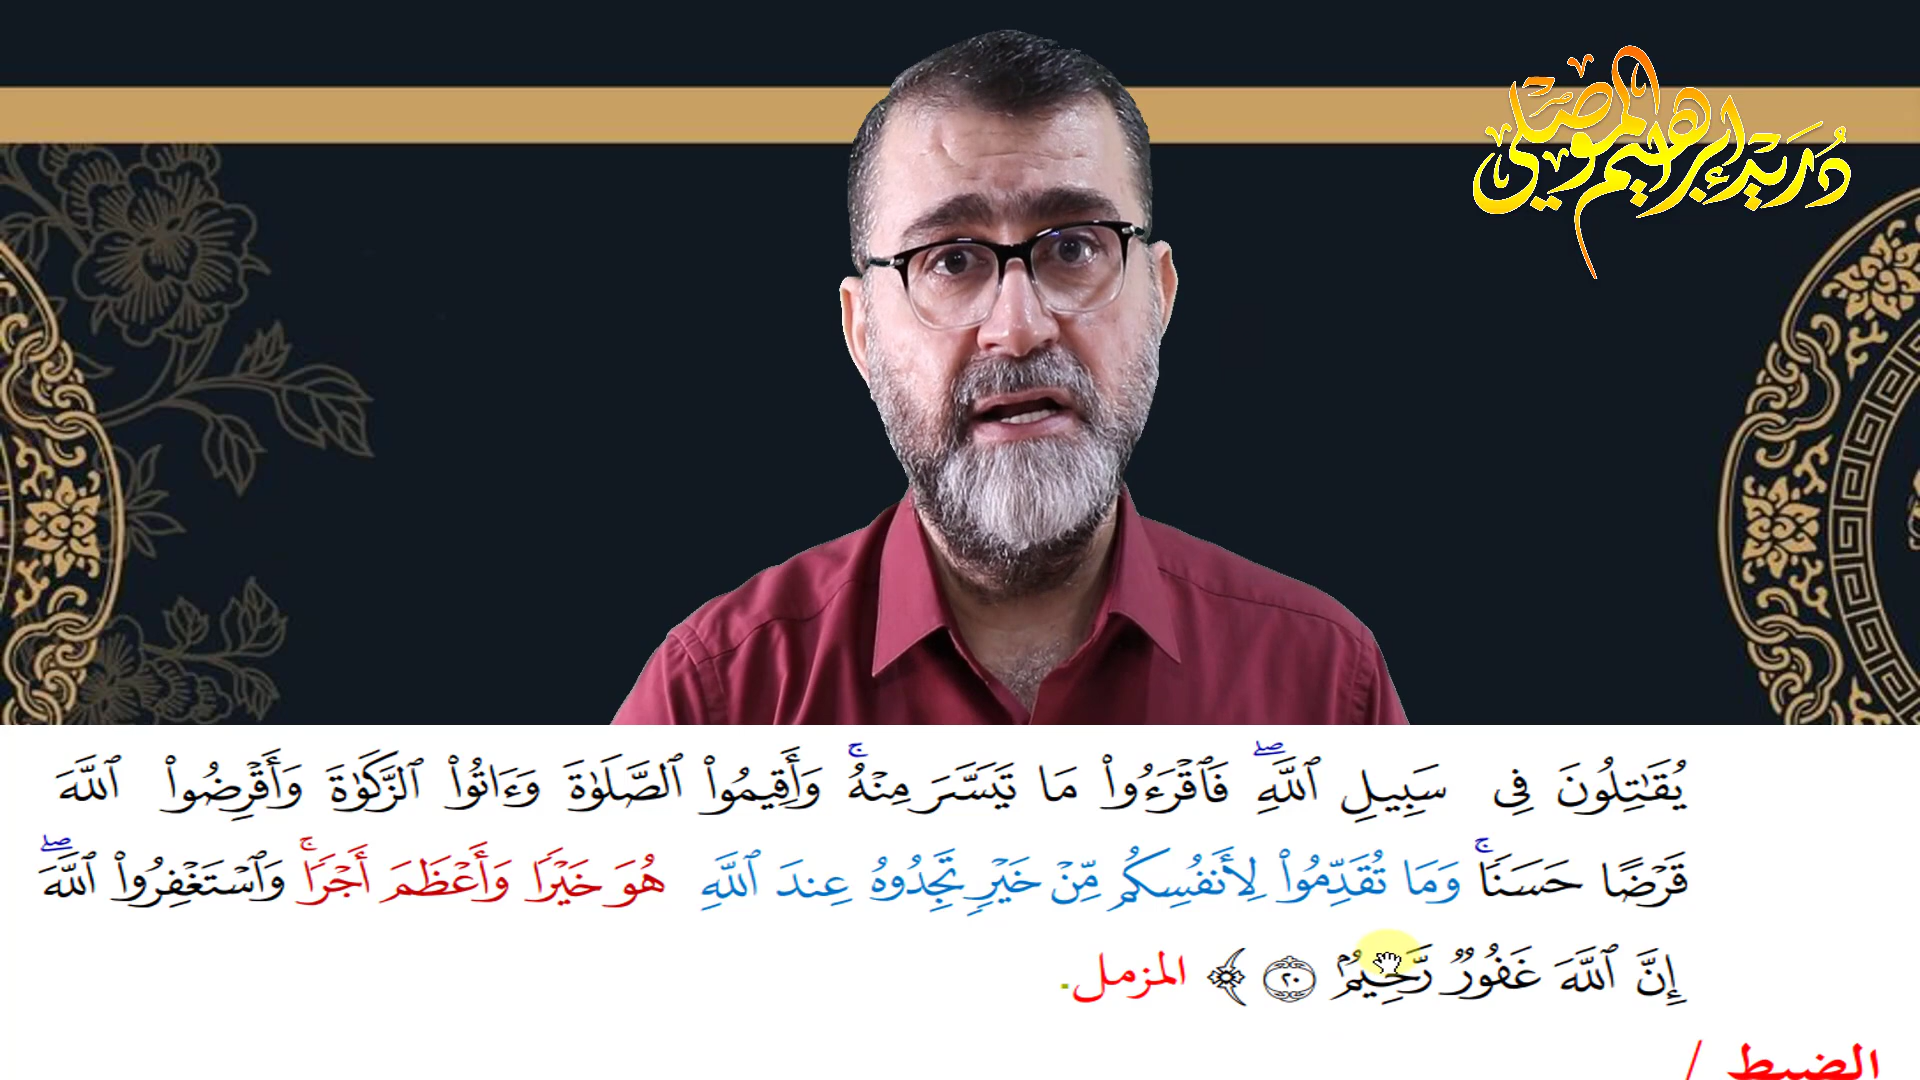 دُرَيْد إبراهيم الموصلي
يُقَٰتِلُونَ فِى سَبِيلِ ٱللَّهِۖ فَٱقْرَءُوا۟ مَا تَيَسَّرَ مِنْهُۚ وَأَقِيمُوا۟ ٱلصَّلَوٰةَ وَءَاتُوا۟ ٱلزَّكَوٰةَ وَأَقْرِضُوا۟ ٱللَّهَ
قَرْضًا حَسَنًاۚ وَمَا تُقَدِّمُوا۟ لِأَنفُسِكُم مِّنْ خَيْرٍ تَجِدُوهُ عِندَ ٱللَّهِ هُوَ خَيْرًا وَأَعْظَمَ أَجْرًاۚ وَٱسْتَغْفِرُوا۟ ٱللَّهَۖ
إِنَّ ٱللَّهَ غَفُورٌ رَّحِيمٌۢ ٢٠ ﴾ المزمل.
الضبط /